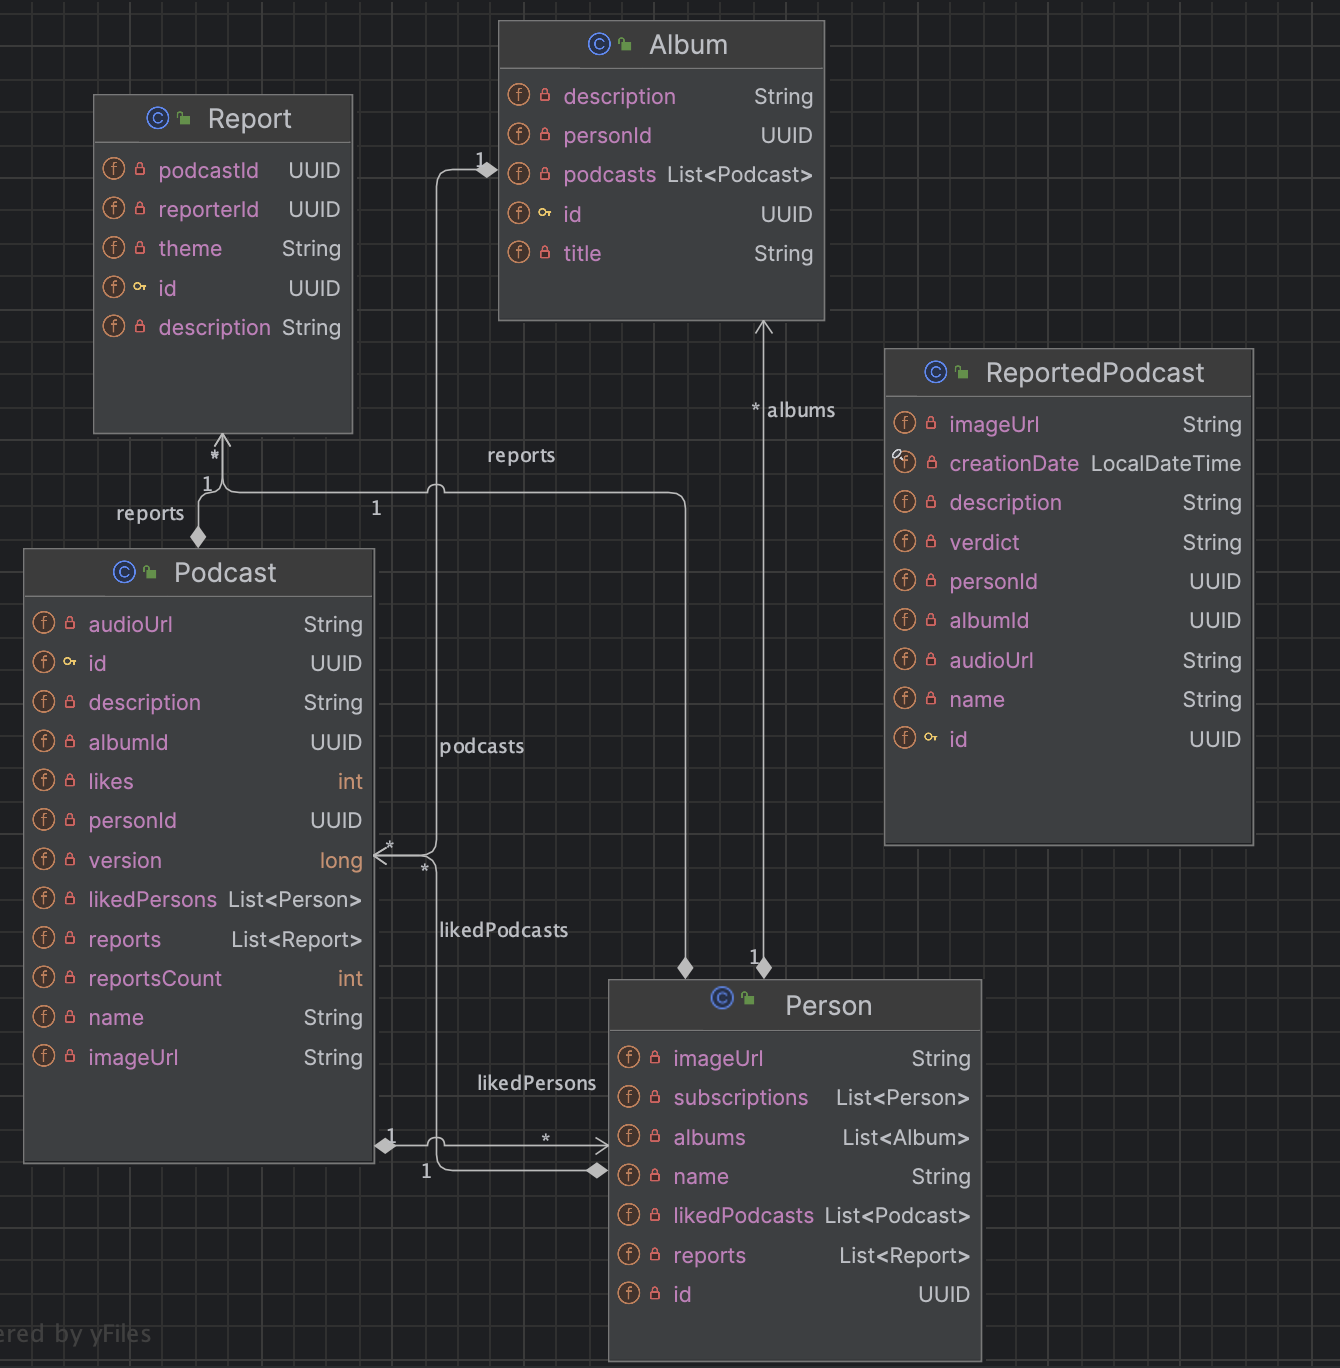 Album
description String
personId UUID
podcasts List<Podcast>
id UUID
title String
Report
podcastId UUID
reporterId UUID
theme String
id UUID
description String
1
ReportedPodcast
imageUrl String
creationDate LocalDateTime
description String
verdict String
personId UUID
albumId UUID
audioUrl String
name String
id UUID
* albums
*
reports
1
reports
1
Podcast
audioUrl String
id UUID
description String
albumId UUID
likes int
personId UUID
version long
likedPersons List<Person>
reports List<Report>
reportsCount int
name String
imageUrl String
podcasts
*
*
likedPodcasts
1
Person
imageUrl String
subscriptions List<Person>
albums List<Album>
name String
likedPodcasts List<Podcast>
reports List<Report>
id UUID
likedPersons
1 *
1
ered by yFiles